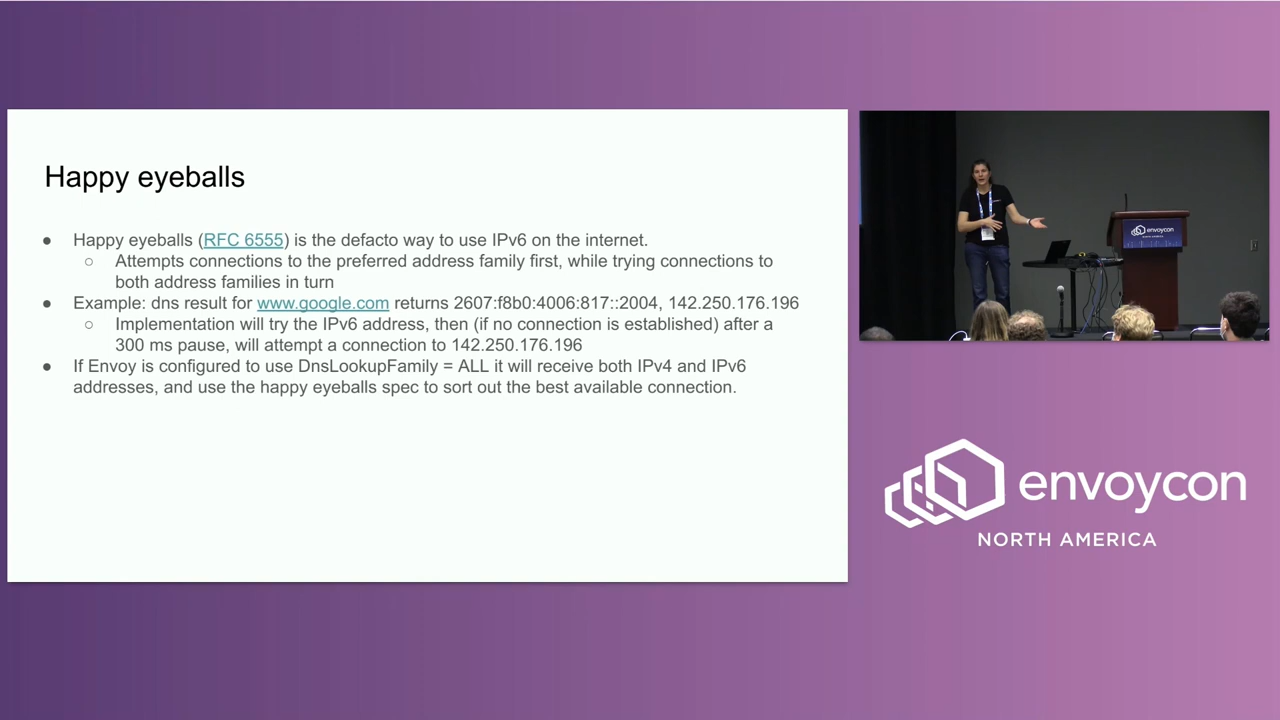 Happy eyeballs
● Happy eyeballs (RFC 6555) is the defacto way to use IPv6 on the internet.
○ Attempts connections to the preferred address family first, while trying connections to
both address families in turn
● Example: dns result for www.google.com returns 2607:f8b0:4006:817::2004, 142.250.176.196
○ Implementation will try the IPv6 address, then (if no connection is established) after a
300 ms pause, will attempt a connection to 142.250.176.196
● If Envoy is configured to use DnsLookupFamily = ALL it will receive both IPv4 and IPv6
addresses, and use the happy eyeballs spec to sort out the best available connection.
envoycon
envoycon
NORTH AMERICA